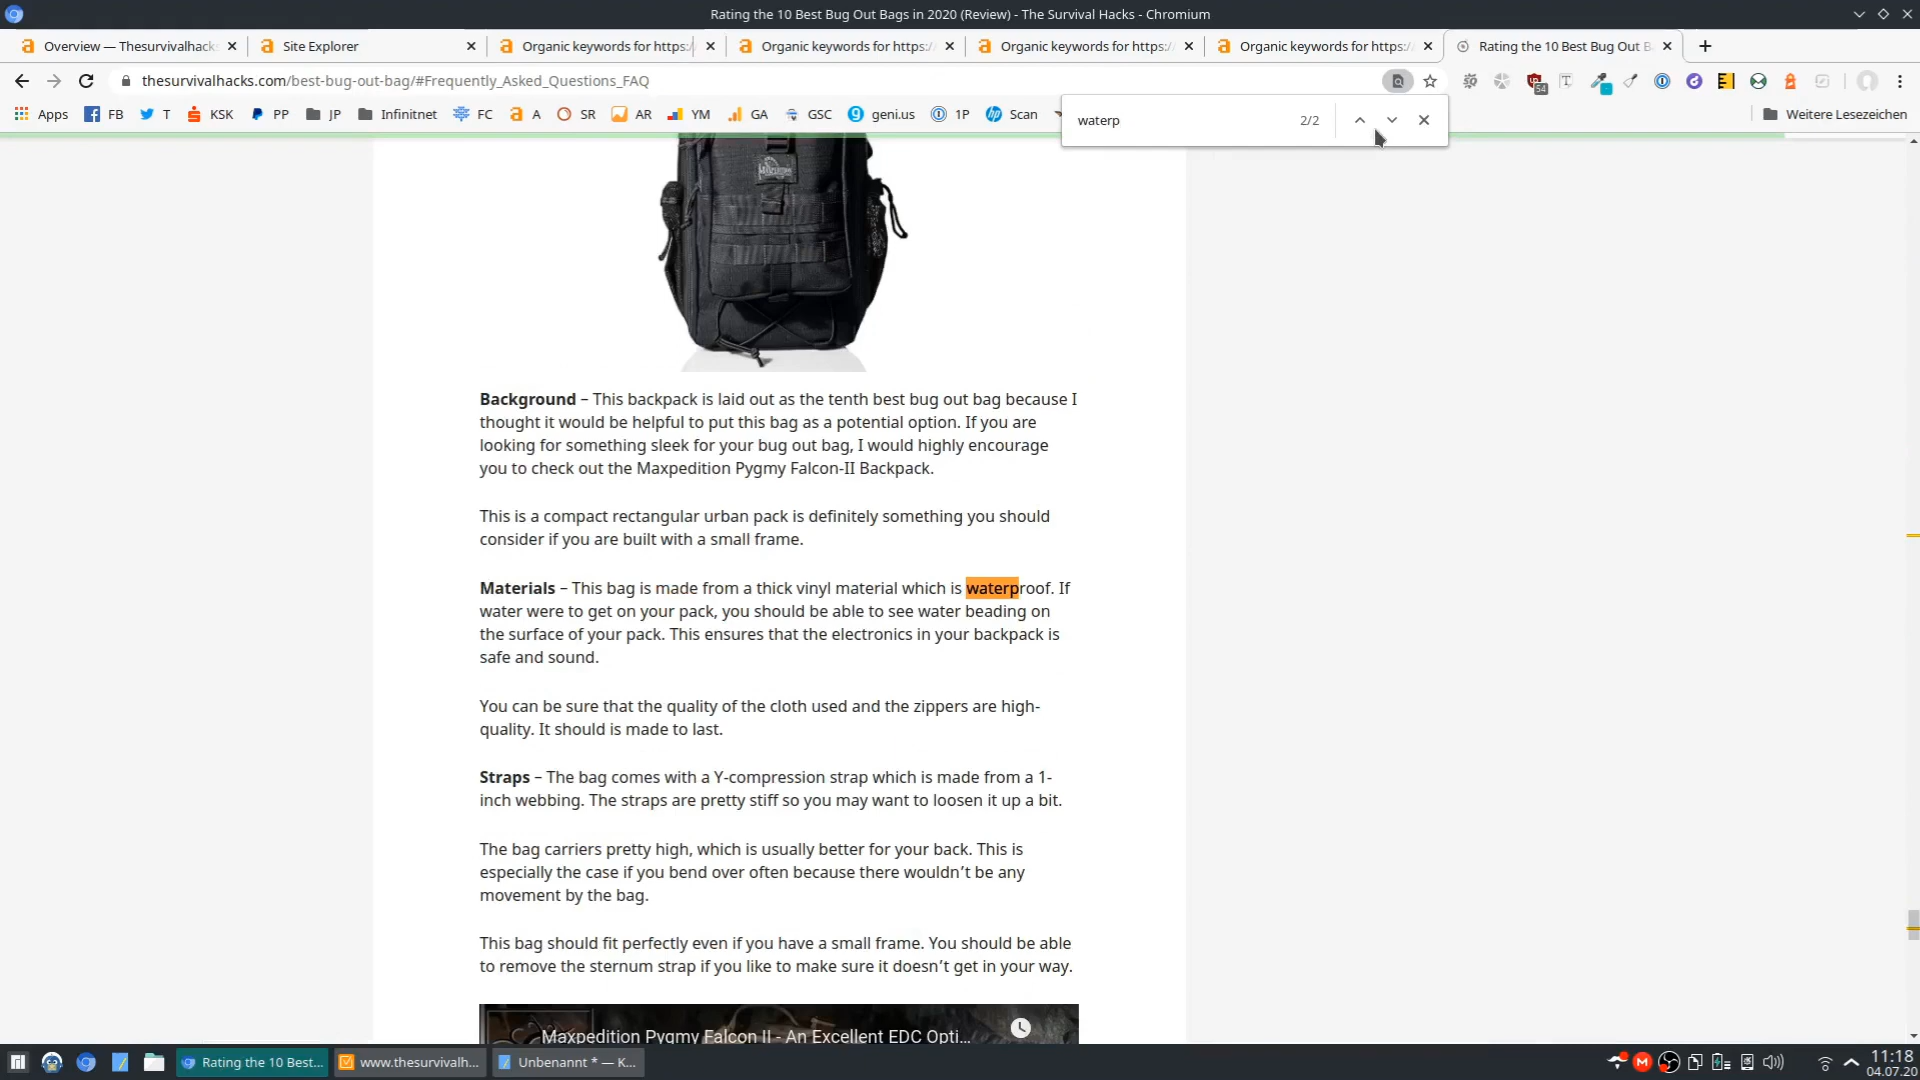 Rating the 10 Best Bug Out Bags in 2020 (Review) - The Survival Hacks - Chromium
Overview — Thesurvivalhack
Site Explorer
Organic keywords for https:/
Organic keywords for https:/
Organic keywords for https:/
Organic keywords for https:/
Rating the 10 Best Bug Out B
thesurvivalhacks.com/best-bug-out-bag/#Frequently_Asked_Questions_FAQ
54
Apps FB T KSK PP JP Infinitnet FC A SR AR YM GA GSC geni.us 1P Scan Weitere Lesezeichen
waterp 2/2
Background – This backpack is laid out as the tenth best bug out bag because I
thought it would be helpful to put this bag as a potential option. If you are
looking for something sleek for your bug out bag, I would highly encourage
you to check out the Maxpedition Pygmy Falcon-II Backpack.
This is a compact rectangular urban pack is definitely something you should
consider if you are built with a small frame.
Materials – This bag is made from a thick vinyl material which is waterproof. If
water were to get on your pack, you should be able to see water beading on
the surface of your pack. This ensures that the electronics in your backpack is
safe and sound.
You can be sure that the quality of the cloth used and the zippers are high-
quality. It should is made to last.
Straps – The bag comes with a Y-compression strap which is made from a 1-
inch webbing. The straps are pretty stiff so you may want to loosen it up a bit.
The bag carriers pretty high, which is usually better for your back. This is
especially the case if you bend over often because there wouldn’t be any
movement by the bag.
This bag should fit perfectly even if you have a small frame. You should be able
to remove the sternum strap if you like to make sure it doesn’t get in your way.
Maxpedition Pygmy Falcon II - An Excellent EDC Opti...
Rating the 10 Best...
www.thesurvivalh...
Unbenannt * — K...
11:18
04.07.20